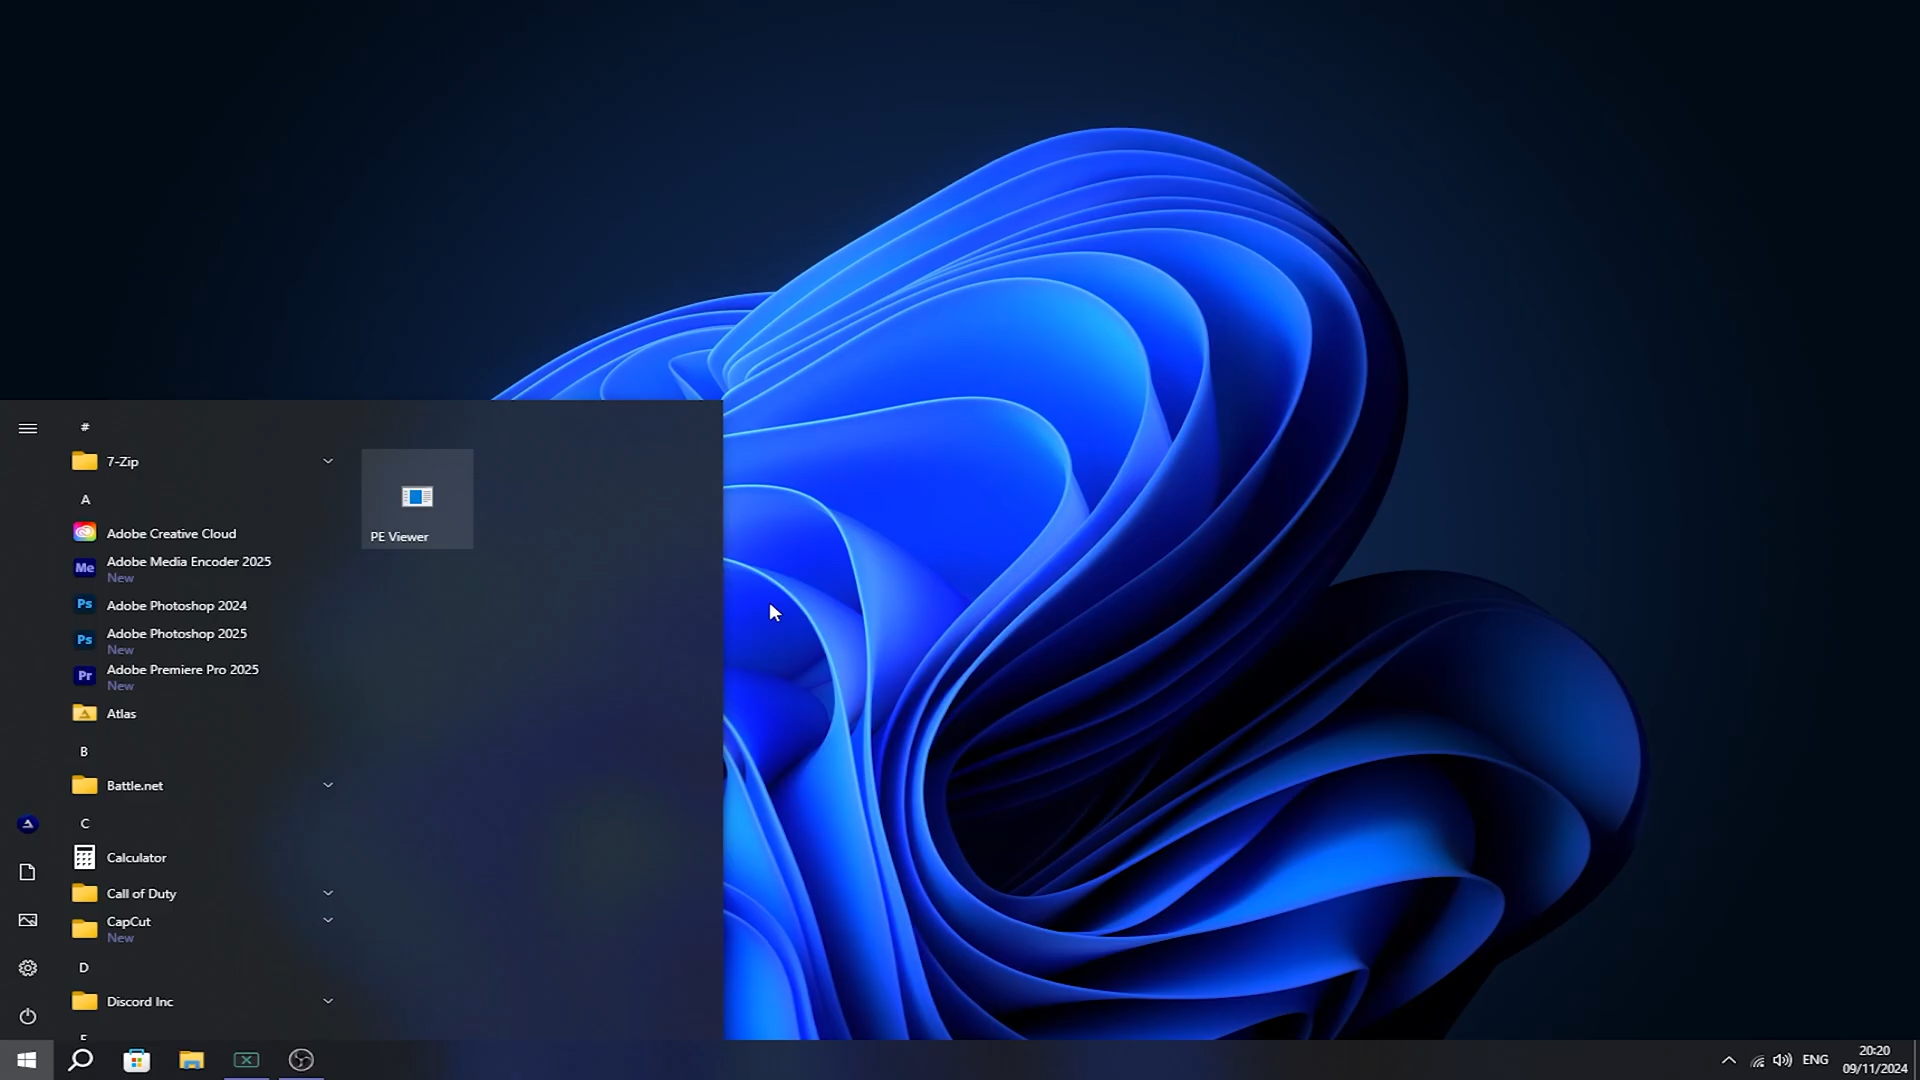 #
7-Zip
A
Adobe Creative Cloud
Me
Adobe Media Encoder 2025
New
Ps
Adobe Photoshop 2024
Ps
Adobe Photoshop 2025
New
Pr
Adobe Premiere Pro 2025
New
Atlas
B
Battle.net
C
Calculator
Call of Duty
CapCut
New
D
Discord Inc
PE Viewer
ENG
20:20
09/11/2024